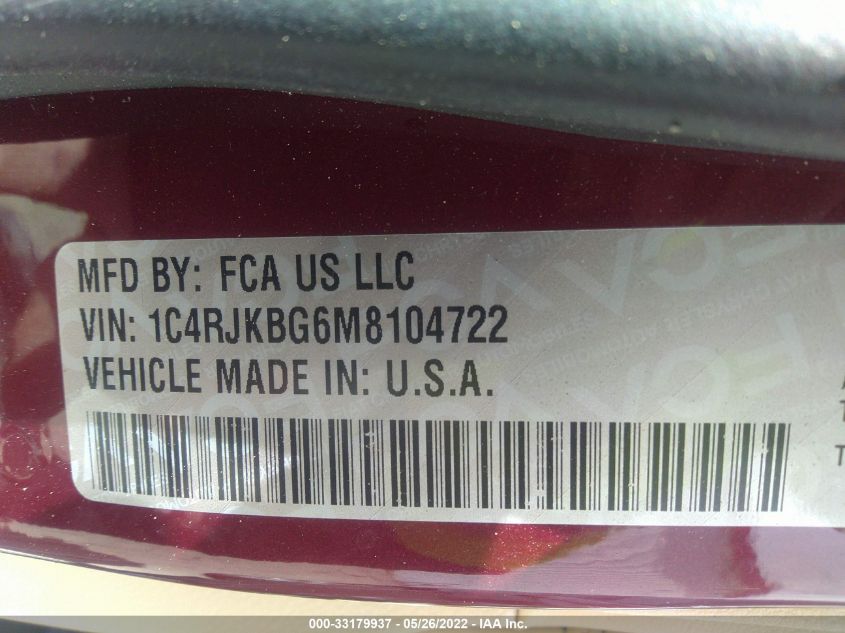 MFD BY: FCA US LLC
VIN: 1C4RJKBG6M8104722
VEHICLE MADE IN: U.S.A.
000-33179937 - 05/26/2022 - IAA Inc.